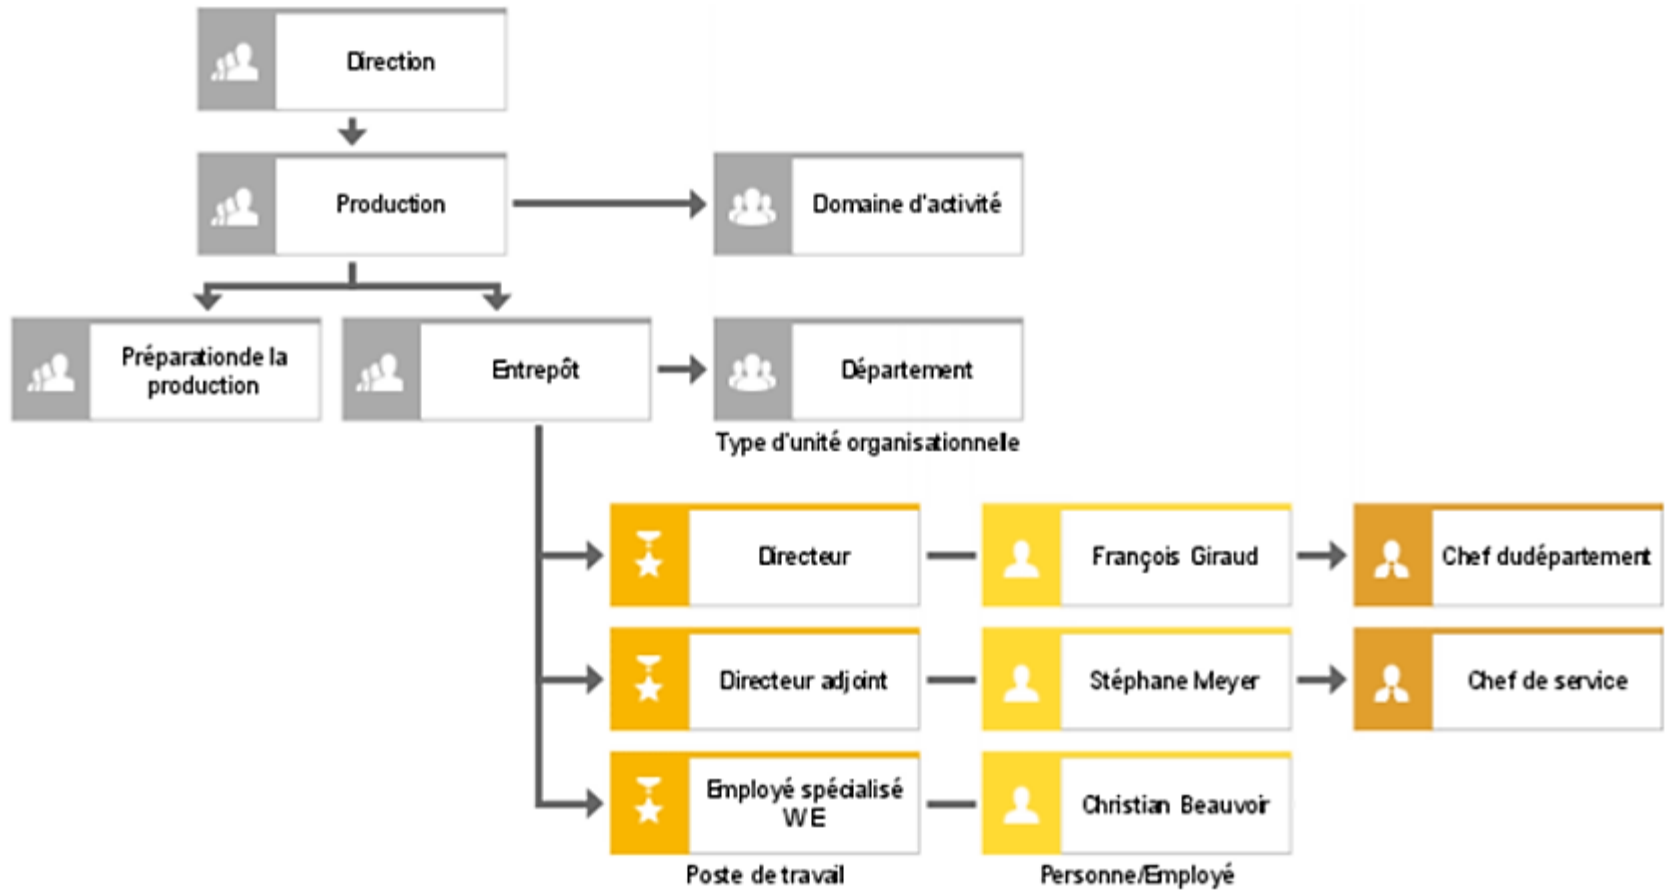 Direction
Production
Domaine d'activité
Préparationde la
production
Entrepôt
Département
Type d'unité organisationnelle
Directeur
François Giraud
Chef dudépartement
Directeur adjoint
Stéphane Meyer
Chef de service
Employé spécialisé
WE
Christian Beauvoir
Poste de travail
Personne/Employé